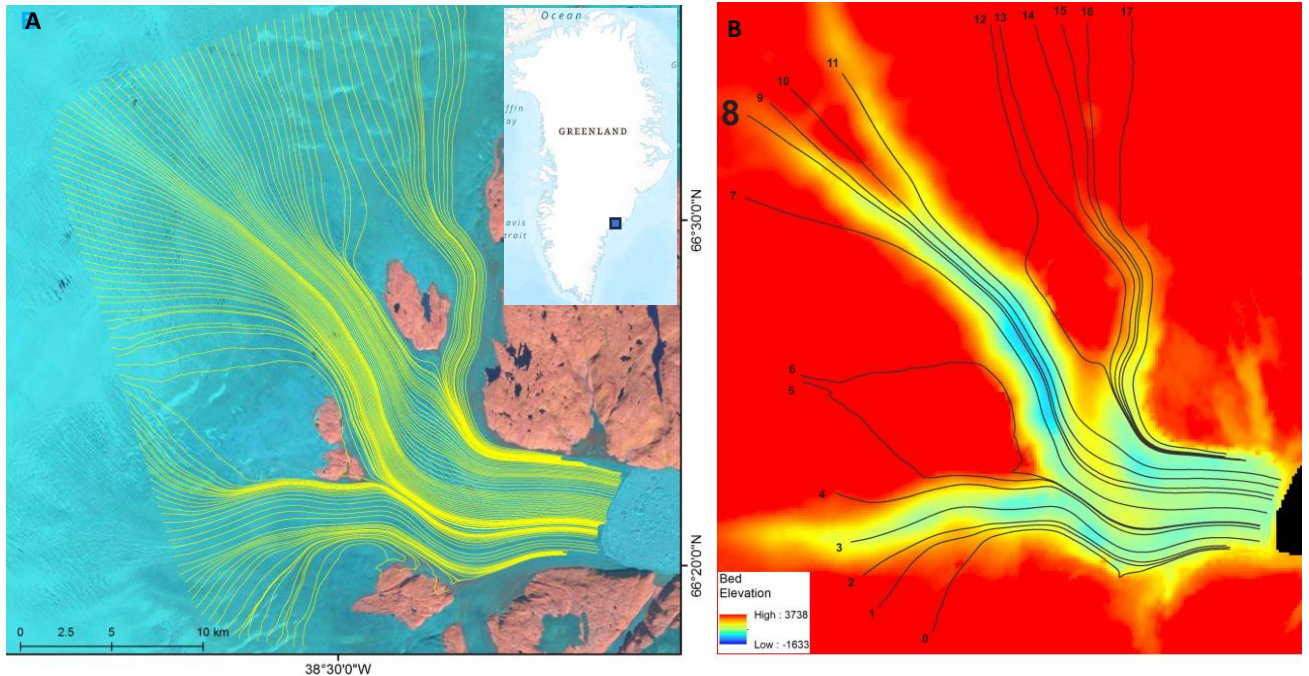 A
Ocean
ffin
ay
GREENLAND
avis
trait
66°30'0"N
66°20'0"N
0 2.5 5 10 km
38°30'0"W
B
12 13 14 15 16 17
11
10
9
8
7
6
5
4
3
2
1
0
Bed
Elevation
High : 3738
Low : -1633